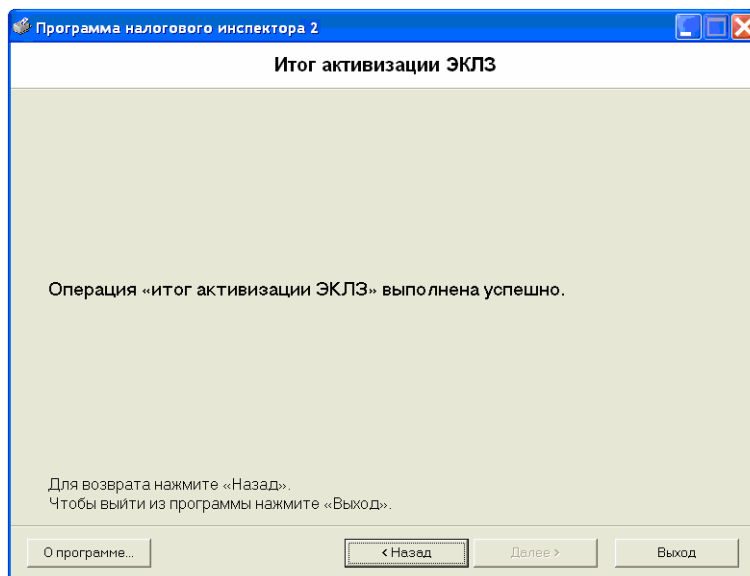 Программа налогового инспектора 2
Итог активизации ЭКЛЗ
Операция «итог активизации ЭКЛЗ» выполнена успешно.
Для возврата нажмите «Назад».
Чтобы выйти из программы нажмите «Выход».
О программе... < Назад Далее > Выход